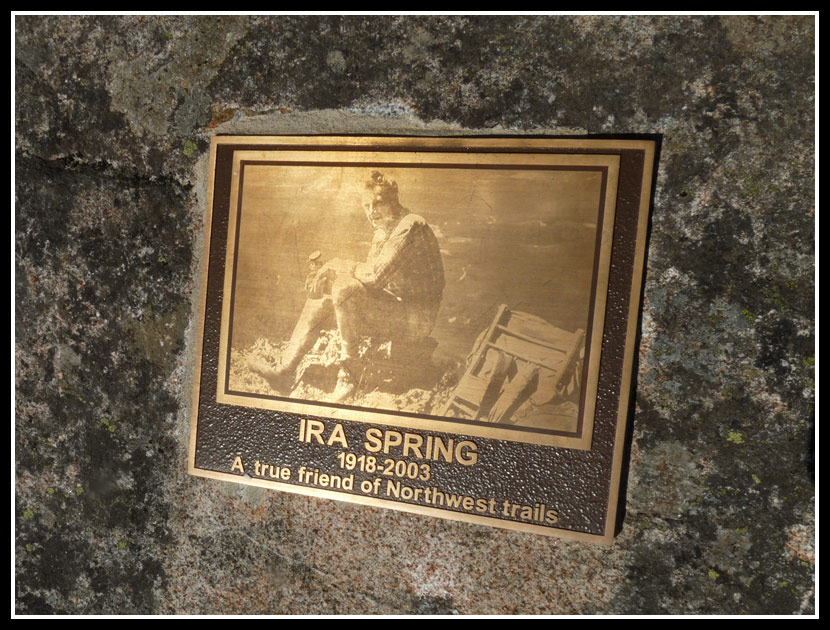 IRA SPRING
1918-2003
A true friend of Northwest trails